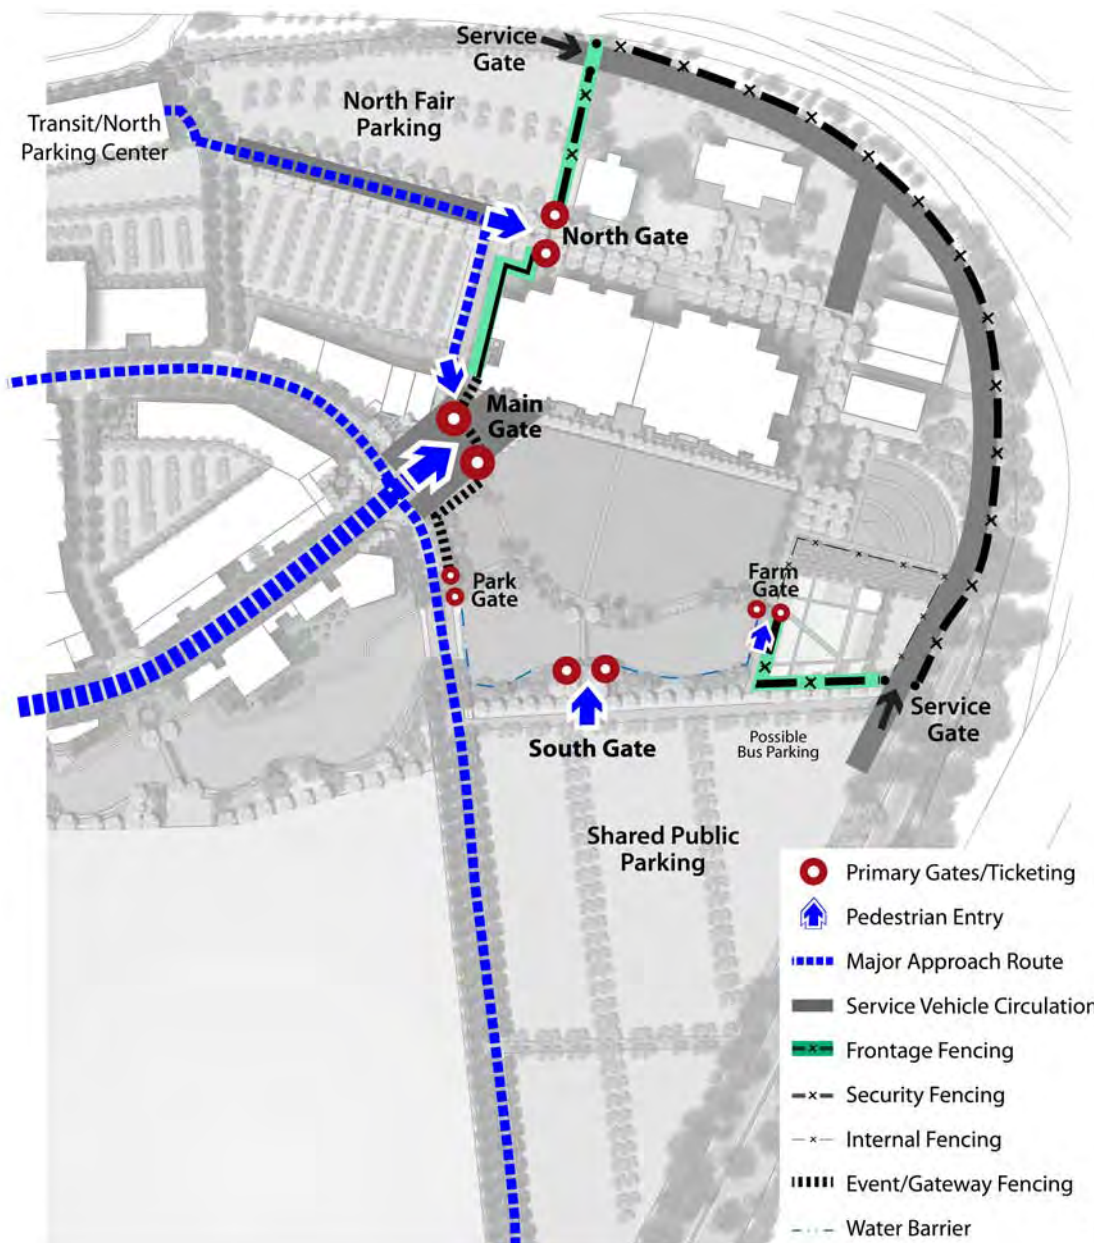 Service
Gate
North Fair
Parking
Transit/North
Parking Center
North Gate
Main
Gate
Park
Gate
Farm
Gate
South Gate
Possible
Bus Parking
Service
Gate
Shared Public
Parking
Primary Gates/Ticketing
Pedestrian Entry
Major Approach Route
Service Vehicle Circulation
Frontage Fencing
Security Fencing
Internal Fencing
Event/Gateway Fencing
Water Barrier